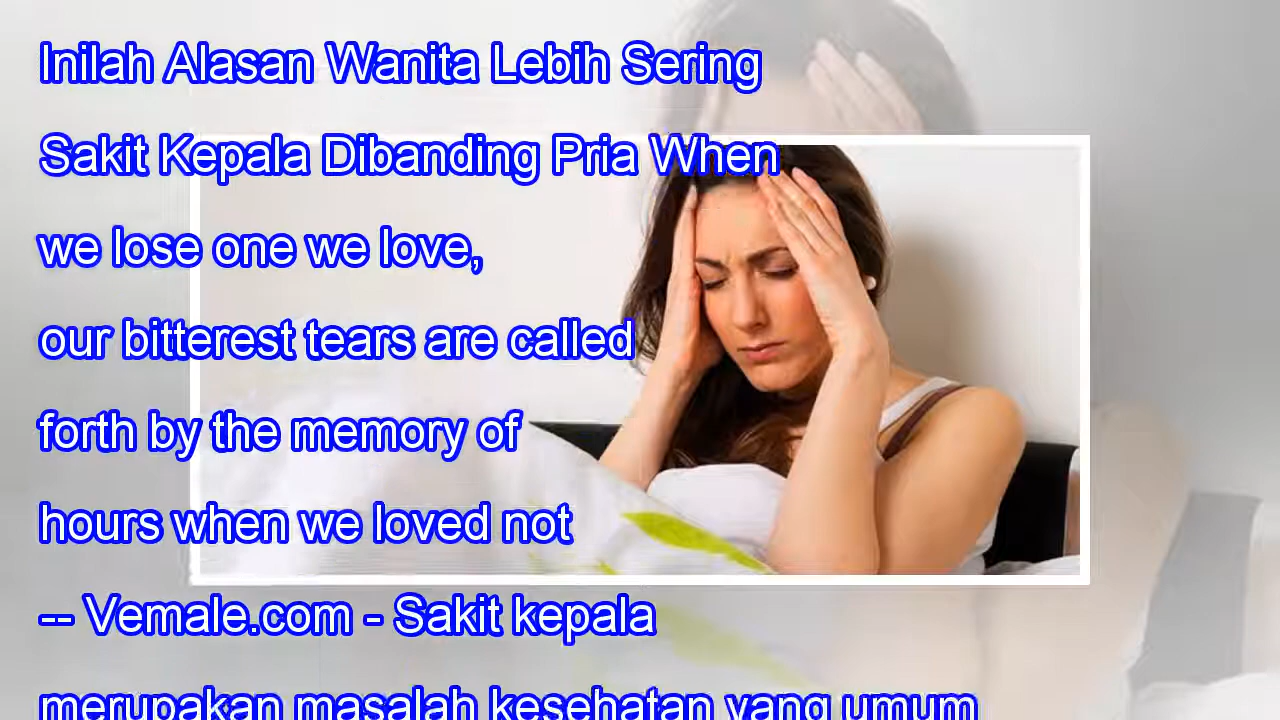 Inilah Alasan Wanita Lebih Sering
Sakit Kepala Dibanding Pria When
we lose one we love,
our bitterest tears are called
forth by the memory of
hours when we loved not
-- Vemale.com - Sakit kepala
merupakan masalah kesehatan yang umum